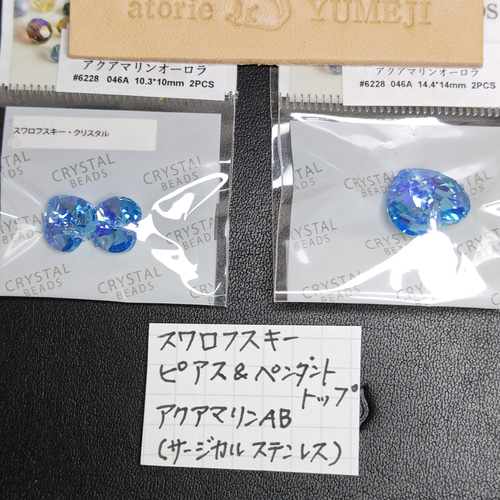 atorie YUMEJI
アクアマリンオーロラ
#6228 046A 10.3*10mm 2PCS
アクアマリンオーロラ
#6228 046A 14.4*14mm 2PCS
スワロフスキー・クリスタル
CRYSTAL
BEADS
CRYSTAL
BEADS
CRYSTAL
BEADS
CRYSTAL
BEADS
CRYSTAL
BEADS
CRYSTAL
BEADS
CRYSTAL
BEADS
スワロフスキー
ピアス&ペンダント
トップ
アクアマリンAB
(サージカルステンレス)